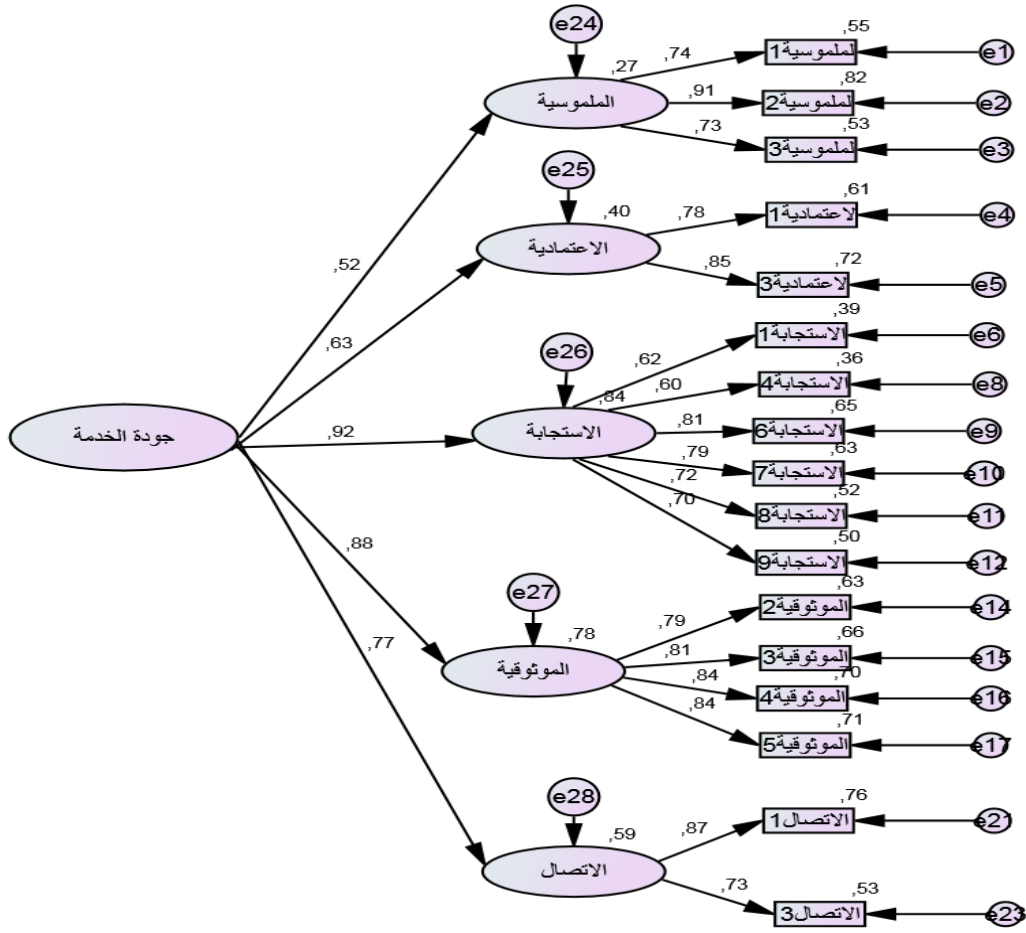 e24
,55
لملموسية1
e1
,74
,27
الملموسية
,82
,91
لملموسية2
e2
,53
,73
لملموسية3
e3
e25
,61
,40
,78
لاعتمادية1
e4
الاعتمادية
,72
,85
لاعتمادية3
e5
,52
,63
,39
الاستجابة1
e6
e26
,62
,36
,60
الاستجابة4
e8
,84
الاستجابة
,65
,81
الاستجابة6
e9
جودة الخدمة
,92
,63
,79
الاستجابة7
e10
,52
,72
الاستجابة8
e11
,50
,70
الاستجابة9
e12
,88
e27
,63
,79
الموثوقية2
e14
,78
الموثوقية
,66
,81
الموثوقية3
e15
,70
,84
الموثوقية4
e16
,71
,84
الموثوقية5
e17
,77
e28
,76
,59
,87
الاتصال1
e21
الاتصال
,53
,73
الاتصال3
e23